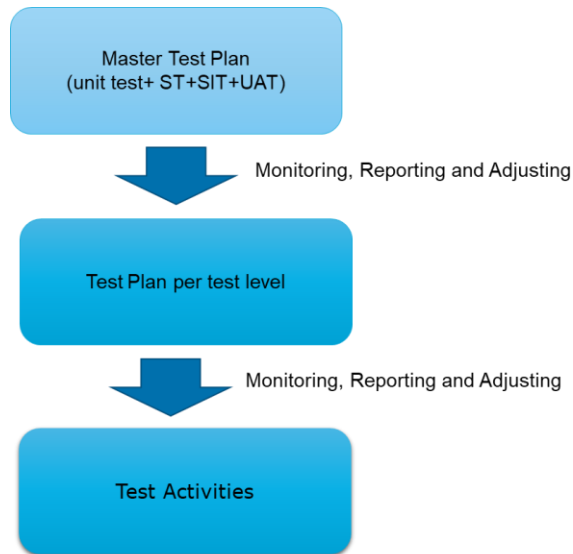 Master Test Plan
(unit test+ ST+SIT+UAT)
Monitoring, Reporting and Adjusting
Test Plan per test level
Monitoring, Reporting and Adjusting
Test Activities